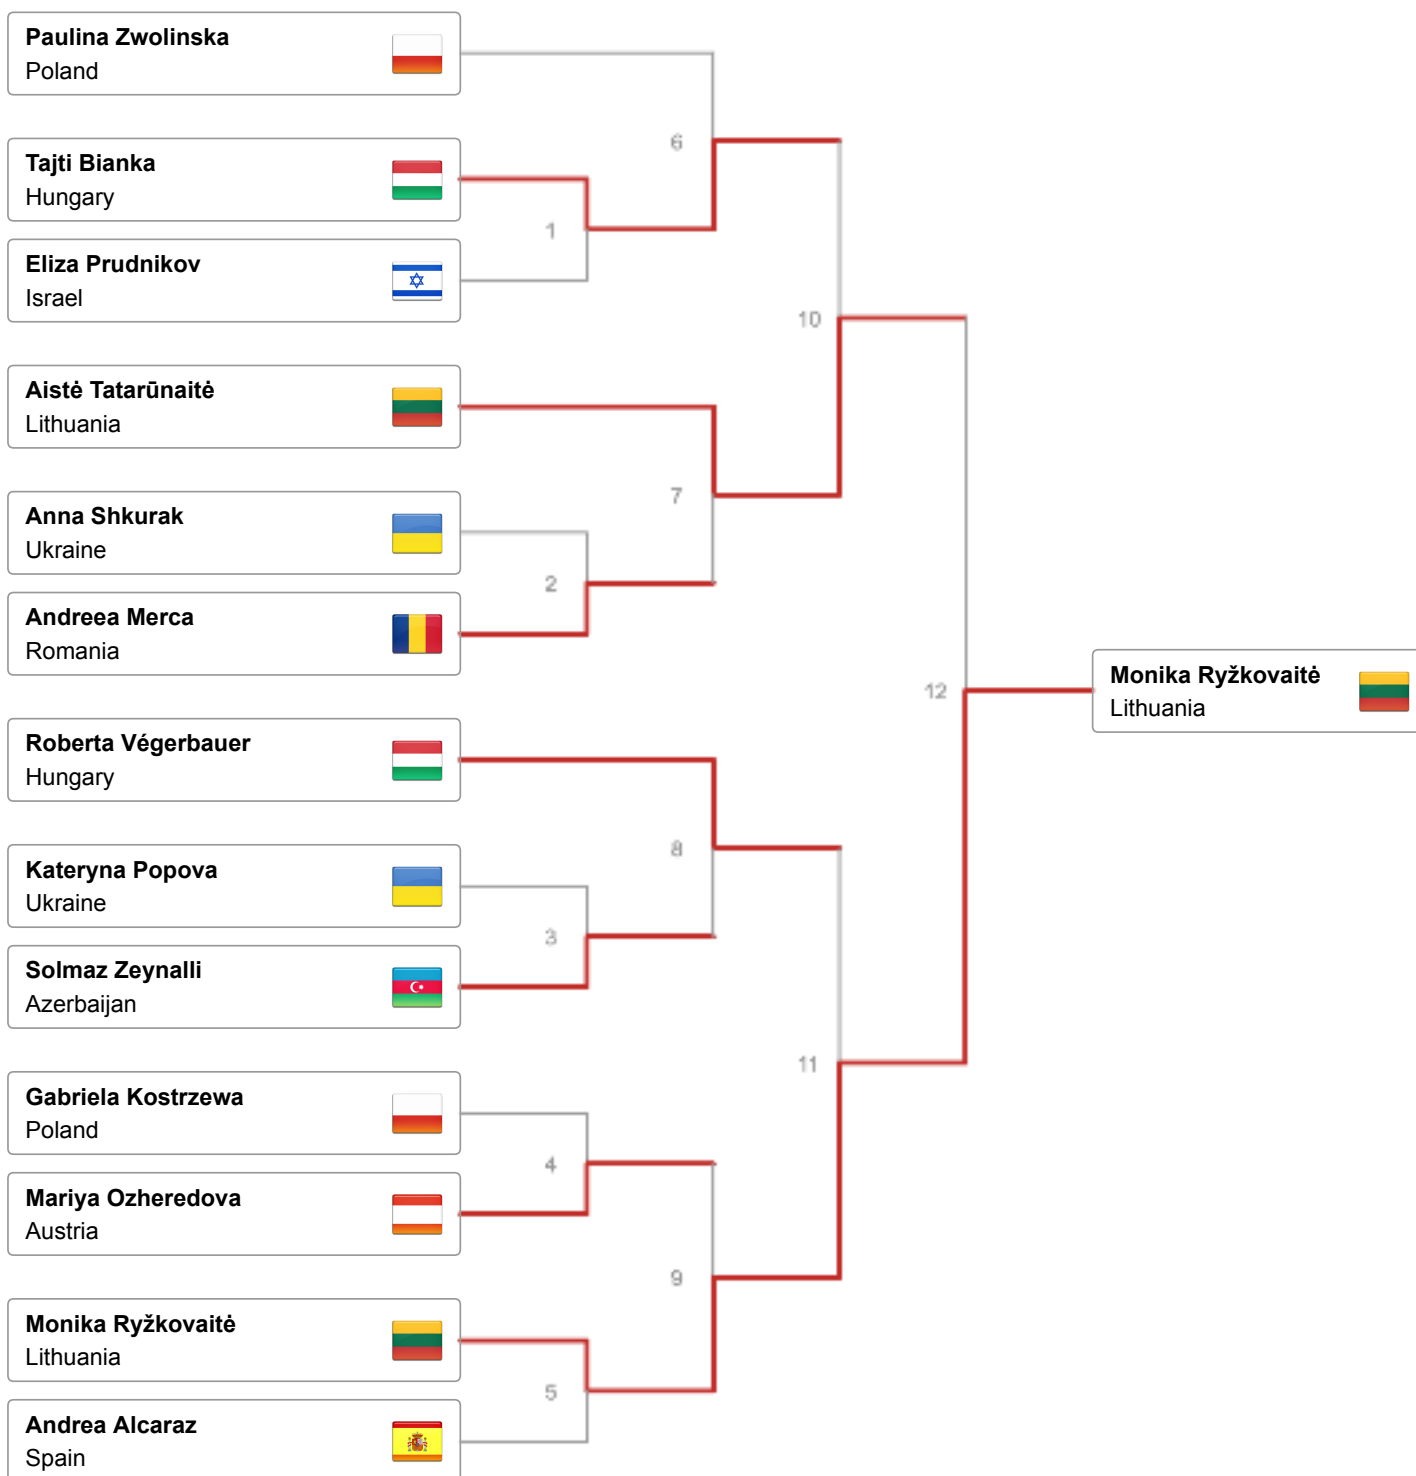 Paulina Zwolinska
Poland
6
Tajti Bianka
Hungary
1
Eliza Prudnikov
Israel
10
Aistė Tatarūnaitė
Lithuania
7
Anna Shkurak
Ukraine
2
Andreea Merca
Romania
12
Monika Ryžkovaitė
Lithuania
Roberta Végerbauer
Hungary
8
Kateryna Popova
Ukraine
3
Solmaz Zeynalli
Azerbaijan
11
Gabriela Kostrzewa
Poland
4
Mariya Ozheredova
Austria
9
Monika Ryžkovaitė
Lithuania
5
Andrea Alcaraz
Spain